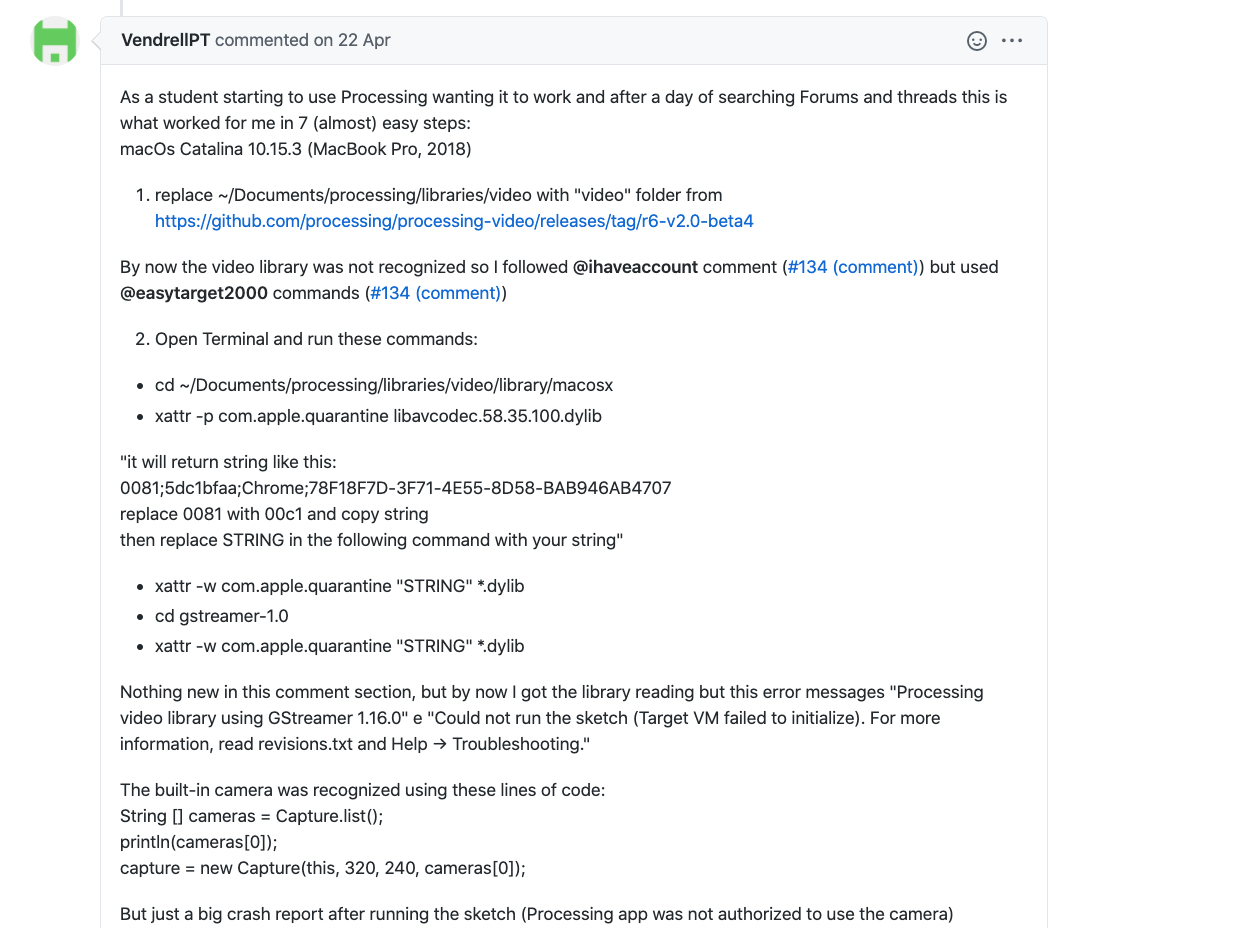 VendrellPT commented on 22 Apr
As a student starting to use Processing wanting it to work and after a day of searching Forums and threads this is
what worked for me in 7 (almost) easy steps:
macOs Catalina 10.15.3 (MacBook Pro, 2018)
1. replace ~/Documents/processing/libraries/video with "video" folder from
https://github.com/processing/processing-video/releases/tag/r6-v2.0-beta4
By now the video library was not recognized so I followed @ihaveaccount comment (#134 (comment)) but used
@easytarget2000 commands (#134 (comment))
2. Open Terminal and run these commands:
• cd ~/Documents/processing/libraries/video/library/macosx
• xattr -p com.apple.quarantine libavcodec.58.35.100.dylib
"it will return string like this:
0081;5dc1bfaa;Chrome;78F18F7D-3F71-4E55-8D58-BAB946AB4707
replace 0081 with 00c1 and copy string
then replace STRING in the following command with your string"
• xattr -w com.apple.quarantine "STRING" *.dylib
• cd gstreamer-1.0
• xattr -w com.apple.quarantine "STRING" *.dylib
Nothing new in this comment section, but by now I got the library reading but this error messages "Processing
video library using GStreamer 1.16.0" e "Could not run the sketch (Target VM failed to initialize). For more
information, read revisions.txt and Help → Troubleshooting."
The built-in camera was recognized using these lines of code:
String [] cameras = Capture.list();
println(cameras[0]);
capture = new Capture(this, 320, 240, cameras[0]);
But just a big crash report after running the sketch (Processing app was not authorized to use the camera)